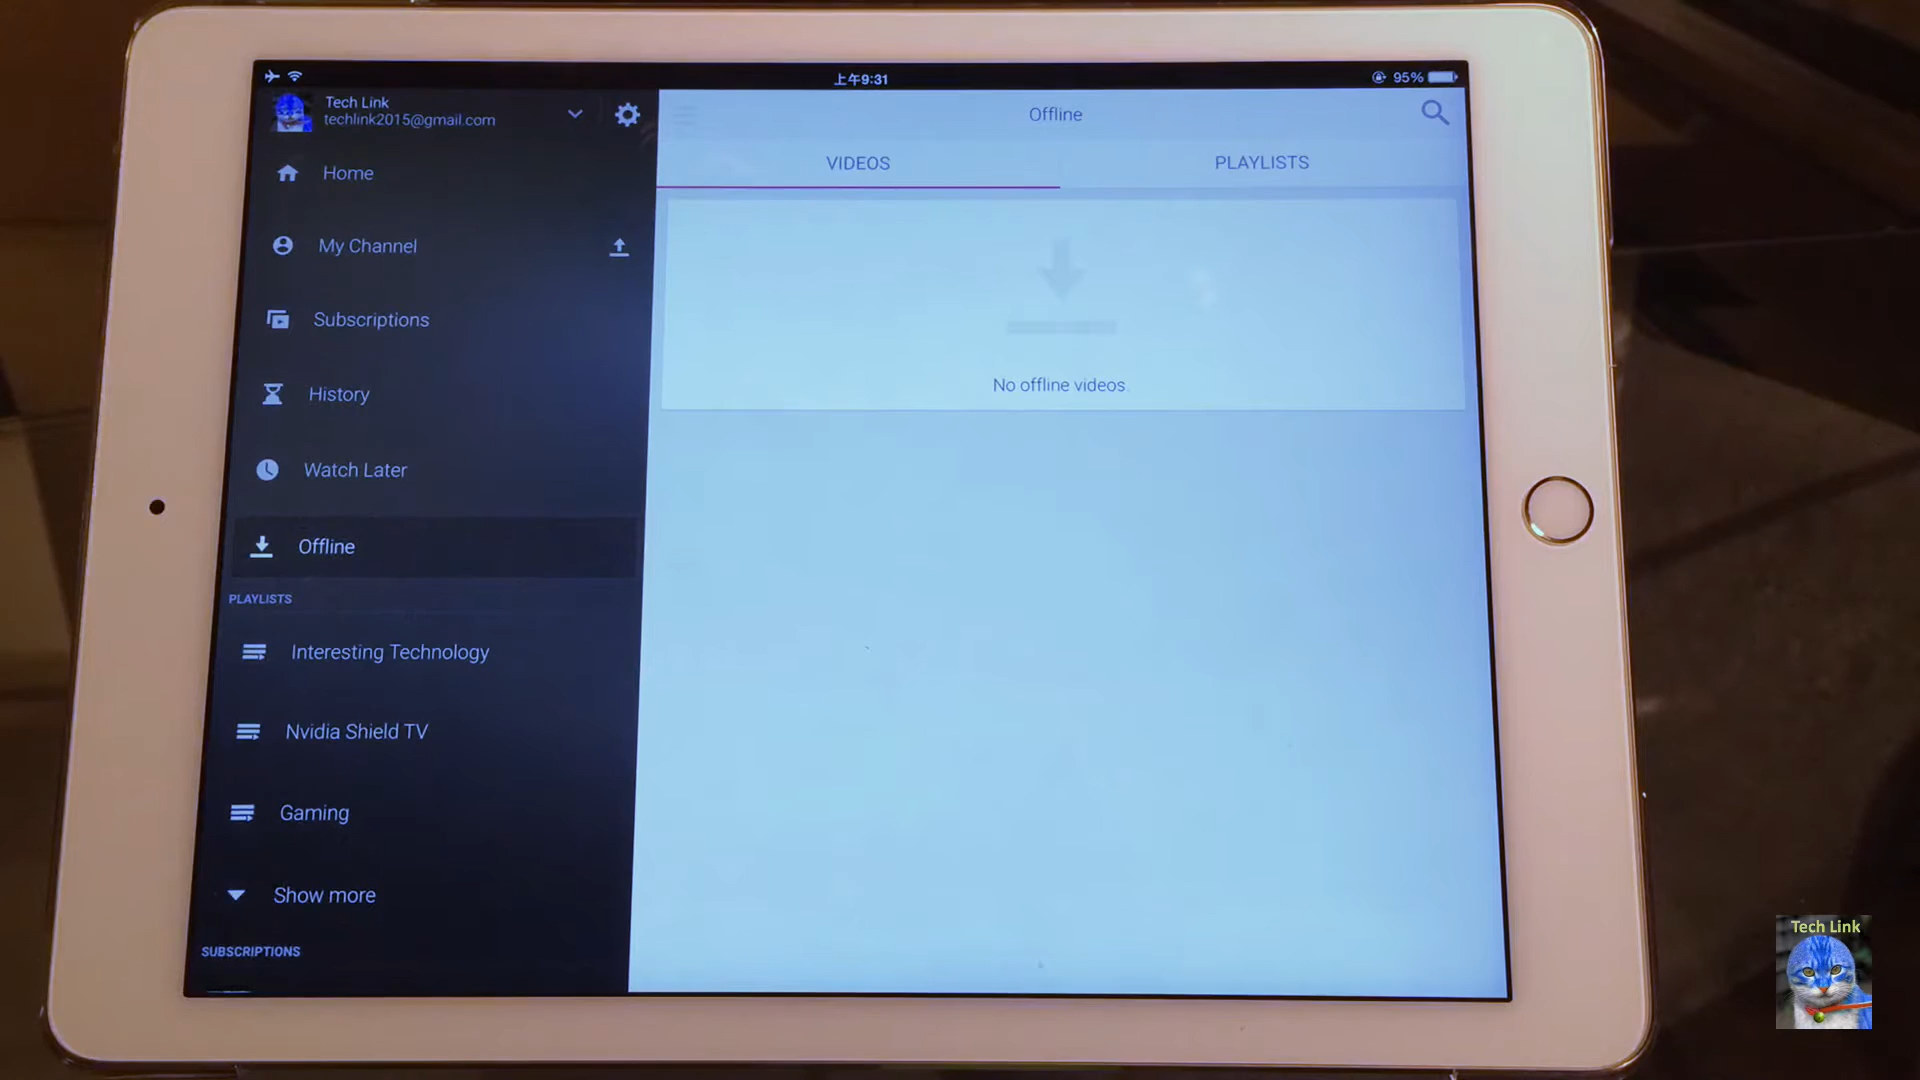 上午9:31
95%
Tech Link
techlink2015@gmail.com
Home
My Channel
Subscriptions
History
Watch Later
Offline
PLAYLISTS
Interesting Technology
Nvidia Shield TV
Gaming
Show more
SUBSCRIPTIONS
Offline
VIDEOS
PLAYLISTS
No offline videos.
Tech Link